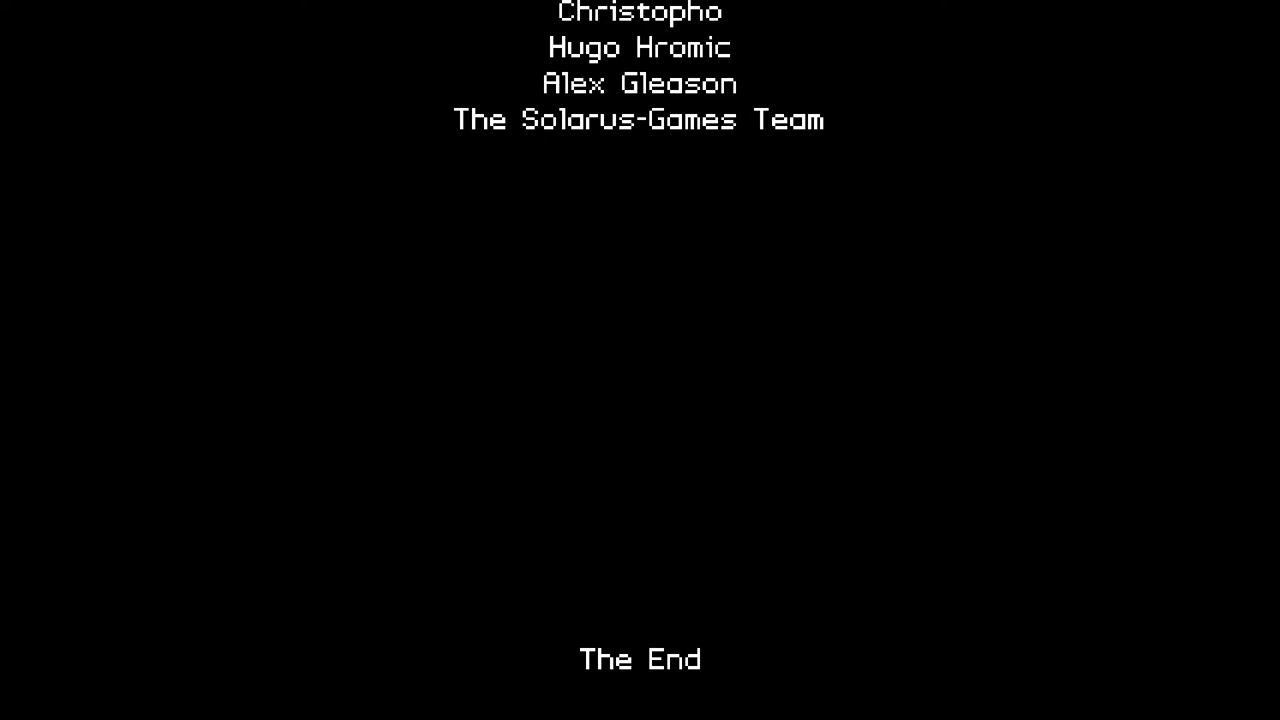 Christopho
Hugo Hromic
Alex Gleason
The Solarus-Games Team
The End